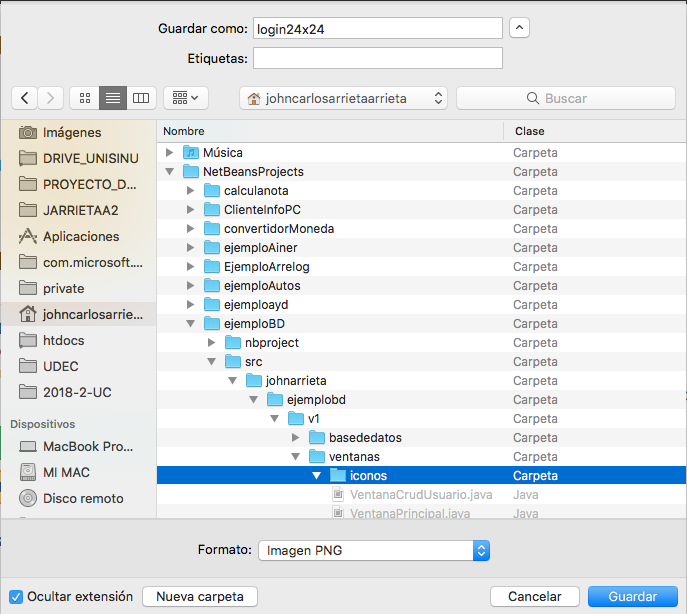 Guardar como: login24x24
Etiquetas:
johncarlosarrietaarrieta
Buscar
Imágenes
DRIVE_UNISINU
PROYECTO_D...
JARRIETAA2
Aplicaciones
com.microsoft....
private
johncarlosarrie...
htdocs
UDEC
2018-2-UC
Dispositivos
MacBook Pro...
MI MAC
Disco remoto
Nombre Clase
Música Carpeta
NetBeansProjects Carpeta
calculanota Carpeta
ClienteInfoPC Carpeta
convertidorMoneda Carpeta
ejemploAiner Carpeta
EjemploArrelog Carpeta
ejemploAutos Carpeta
ejemploayd Carpeta
ejemploBD Carpeta
nbproject Carpeta
src Carpeta
johnarrieta Carpeta
ejemplobd Carpeta
v1 Carpeta
basededatos Carpeta
ventanas Carpeta
iconos Carpeta
VentanaCrudUsuario.java Java
VentanaPrincipal.java Java
Formato: Imagen PNG
Ocultar extensión Nueva carpeta Cancelar Guardar